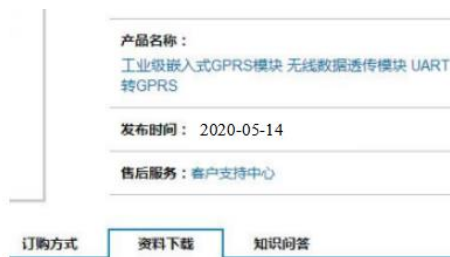 产品名称：
工业级嵌入式GPRS模块 无线数据透传模块 UART
转GPRS
发布时间： 2020-05-14
售后服务：客户支持中心
订购方式 资料下载 知识问答